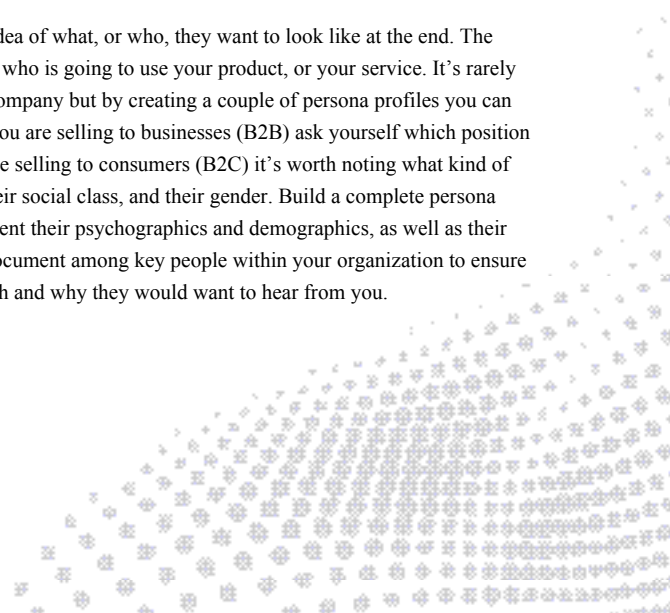 dea of what, or who, they want to look like at the end. The
who is going to use your product, or your service. It’s rarely
ompany but by creating a couple of persona profiles you can
ou are selling to businesses (B2B) ask yourself which position
e selling to consumers (B2C) it’s worth noting what kind of
eir social class, and their gender. Build a complete persona
ent their psychographics and demographics, as well as their
ocument among key people within your organization to ensure
h and why they would want to hear from you.